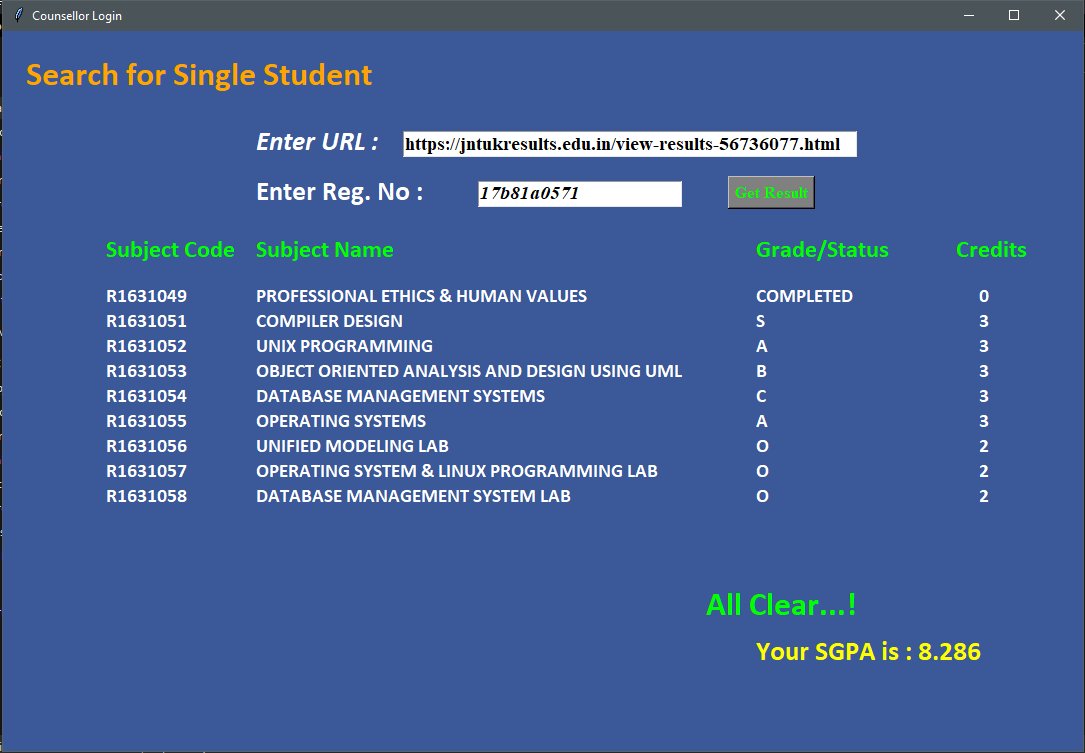 Counsellor Login
Search for Single Student
Enter URL : https://jntukresults.edu.in/view-results-56736077.html
Enter Reg. No : 17b81a0571 Get Result
Subject Code Subject Name Grade/Status Credits
R1631049 PROFESSIONAL ETHICS & HUMAN VALUES COMPLETED 0
R1631051 COMPILER DESIGN S 3
R1631052 UNIX PROGRAMMING A 3
R1631053 OBJECT ORIENTED ANALYSIS AND DESIGN USING UML B 3
R1631054 DATABASE MANAGEMENT SYSTEMS C 3
R1631055 OPERATING SYSTEMS A 3
R1631056 UNIFIED MODELING LAB O 2
R1631057 OPERATING SYSTEM & LINUX PROGRAMMING LAB O 2
R1631058 DATABASE MANAGEMENT SYSTEM LAB O 2
All Clear...!
Your SGPA is : 8.286